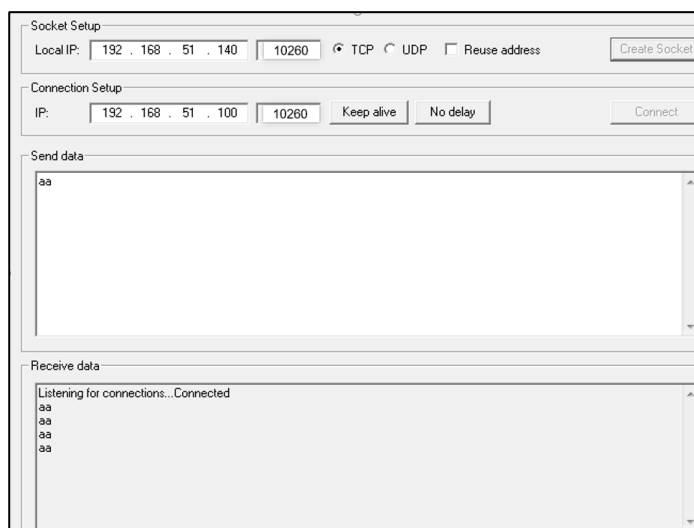 Socket Setup
Local IP: 192 . 168 . 51 . 140 10260 TCP UDP Reuse address Create Socket
Connection Setup
IP: 192 . 168 . 51 . 100 10260 Keep alive No delay Connect
Send data
aa
Receive data
Listening for connections...Connected
aa
aa
aa
aa